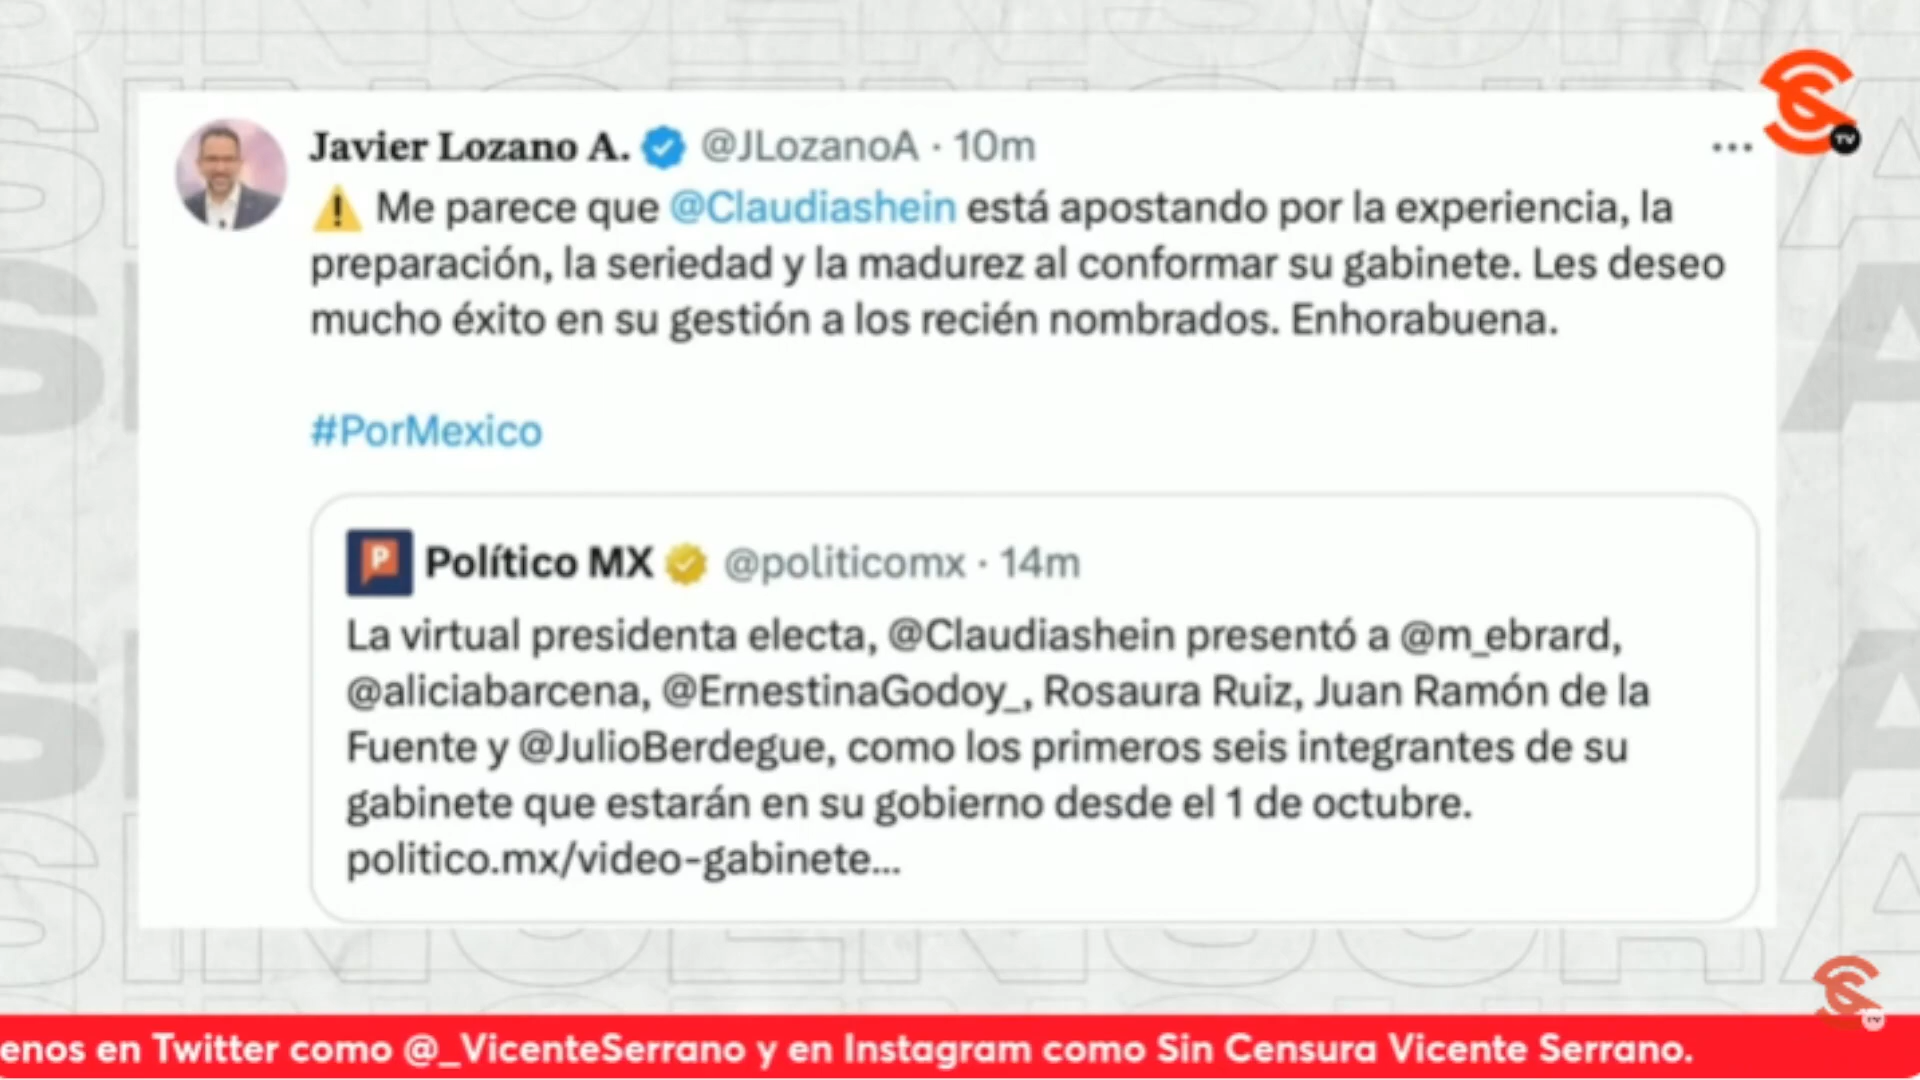 Javier Lozano A. @JLozanoA · 10m
⚠️ Me parece que @Claudiashein está apostando por la experiencia, la
preparación, la seriedad y la madurez al conformar su gabinete. Les deseo
mucho éxito en su gestión a los recién nombrados. Enhorabuena.
#PorMexico
P Político MX @politicomx · 14m
La virtual presidenta electa, @Claudiashein presentó a @m_ebrard,
@aliciabarcena, @ErnestinaGodoy_, Rosaura Ruiz, Juan Ramón de la
Fuente y @JulioBerdegue, como los primeros seis integrantes de su
gabinete que estarán en su gobierno desde el 1 de octubre.
politico.mx/video-gabinete...
TV
TV
enos en Twitter como @_VicenteSerrano y en Instagram como Sin Censura Vicente Serrano.